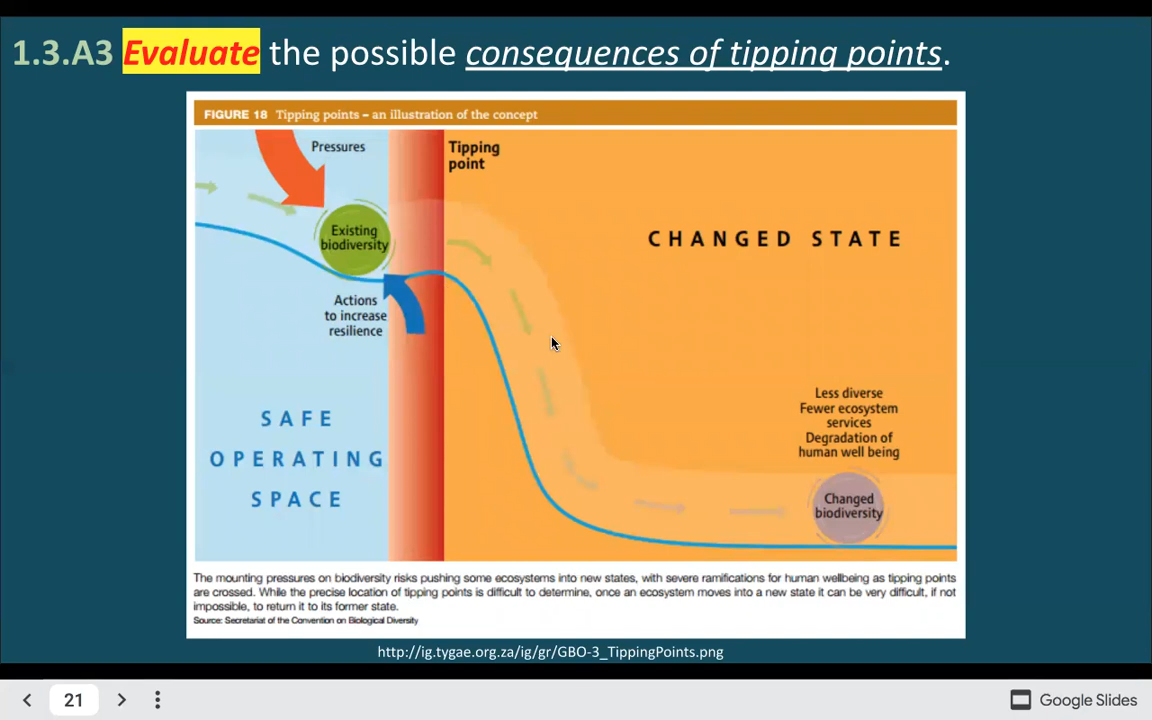 1.3.A3 Evaluate the possible consequences of tipping points.
FIGURE 18 Tipping points – an illustration of the concept
Pressures
Tipping
point
Existing
biodiversity
CHANGED STATE
Actions
to increase
resilience
SAFE
OPERATING
SPACE
Less diverse
Fewer ecosystem
services
Degradation of
human well being
Changed
biodiversity
The mounting pressures on biodiversity risks pushing some ecosystems into new states, with severe ramifications for human wellbeing as tipping points
are crossed. While the precise location of tipping points is difficult to determine, once an ecosystem moves into a new state it can be very difficult, if not
impossible, to return it to its former state.
Source: Secretariat of the Convention on Biological Diversity
http://ig.tygae.org.za/ig/gr/GBO-3_TippingPoints.png
21
Google Slides